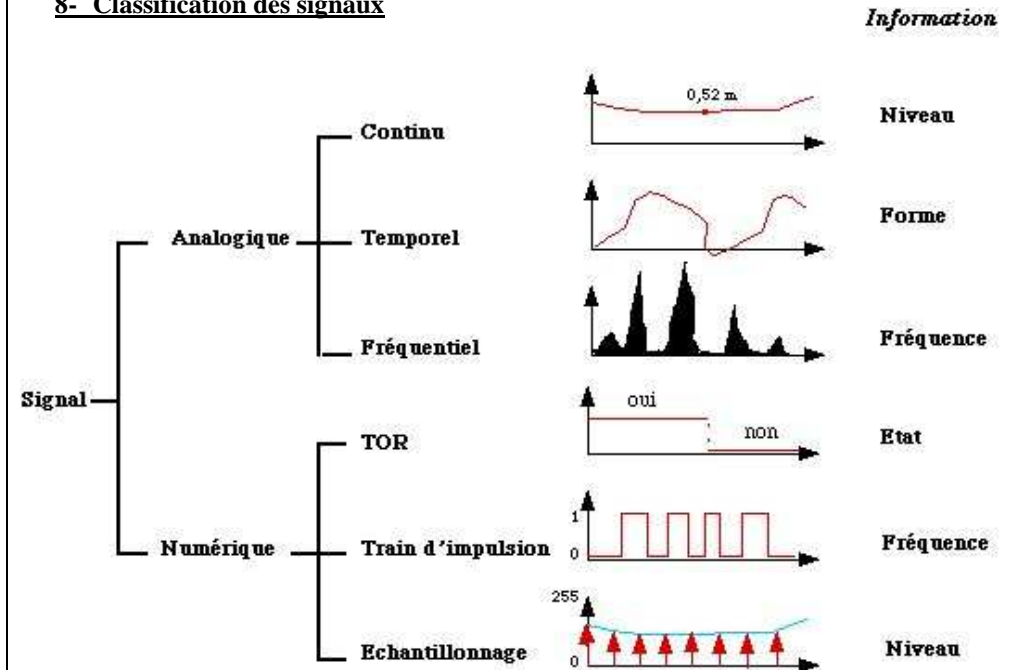 8- Classification des signaux
Information
Continu
0,52 m
Niveau
Analogique
Temporel
Forme
Fréquentiel
Fréquence
Signal
oui
non
TOR
Etat
1
0
Numérique
Train d'impulsion
Fréquence
255
0
Echantillonnage
Niveau